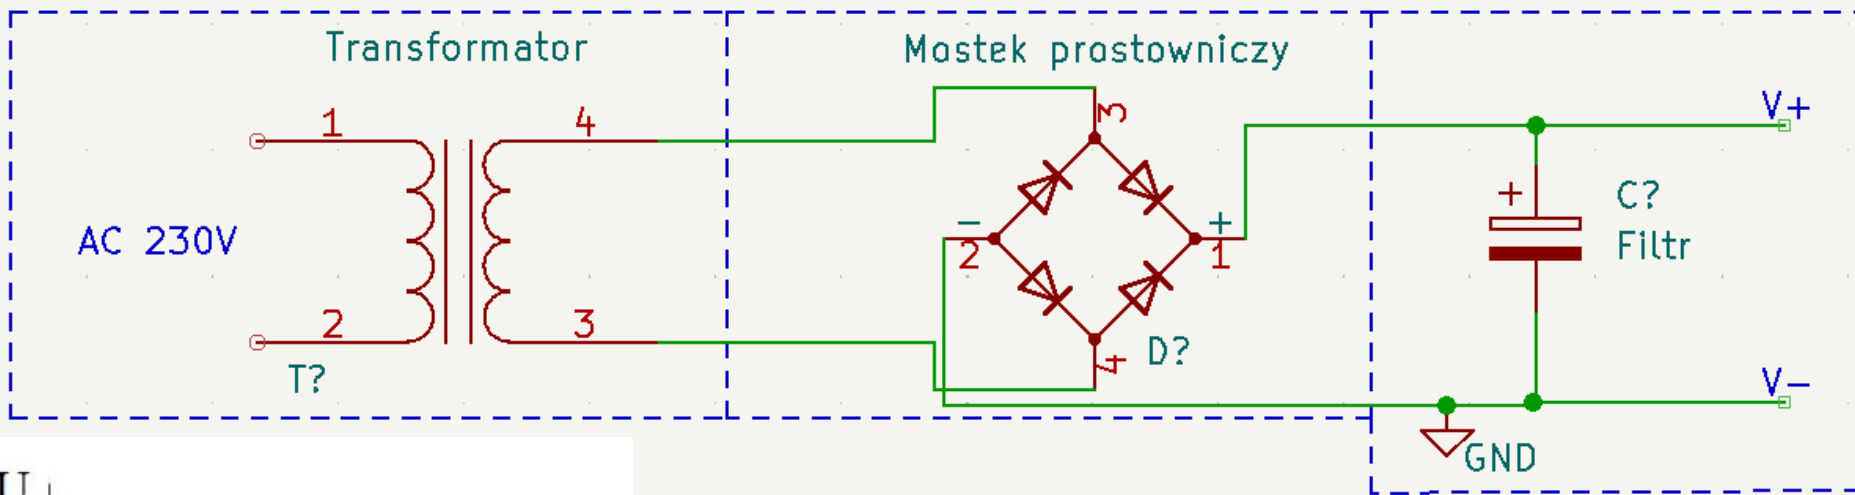 Transformator
Mostek prostowniczy
V+
1
4
3
+
C?
Filtr
AC 230V
-
2
+
1
2
3
T?
4
D?
V-
GND
U